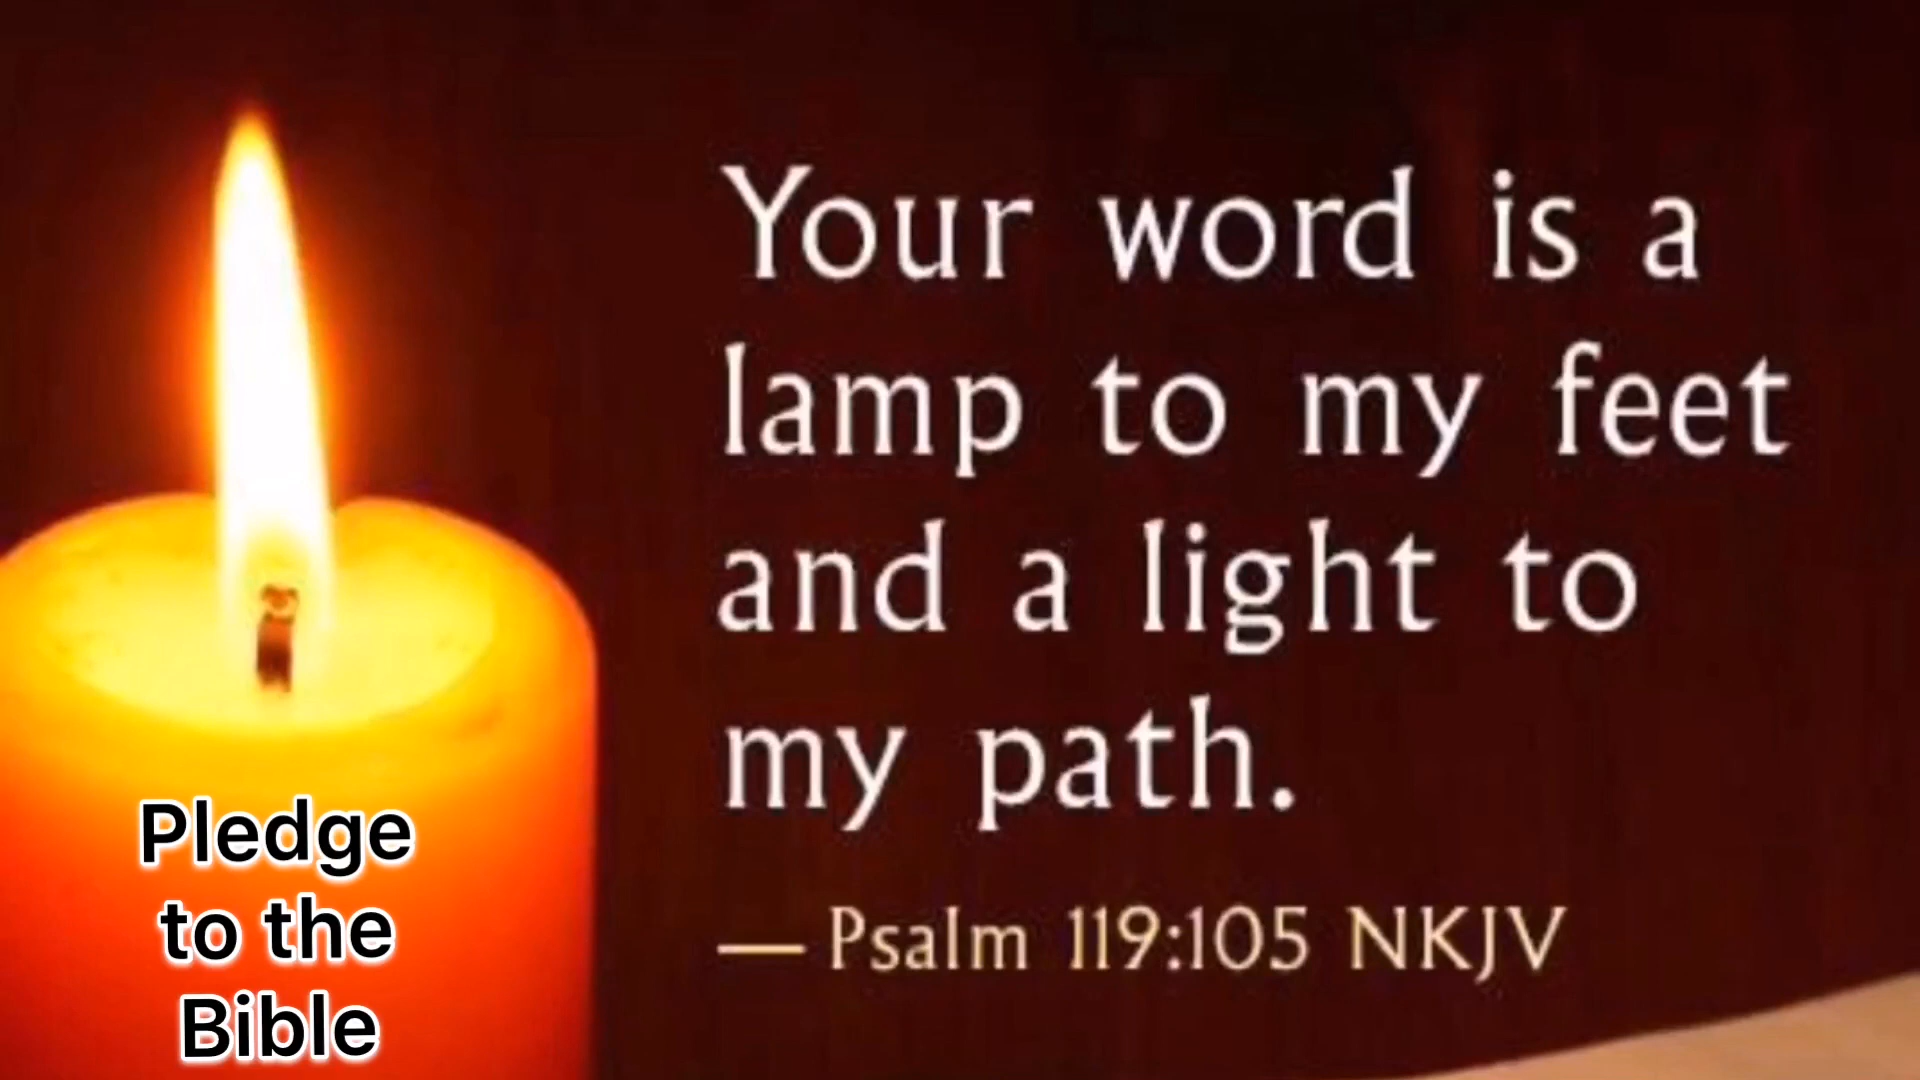 Your word is a
lamp to my feet
and a light to
my path.
— Psalm 119:105 NKJV
Pledge
to the
Bible